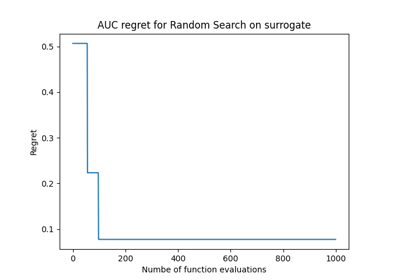 AUC regret for Random Search on surrogate
0.5
0.4
0.3
0.2
0.1
Regret
0 200 400 600 800 1000
Numbe of function evaluations